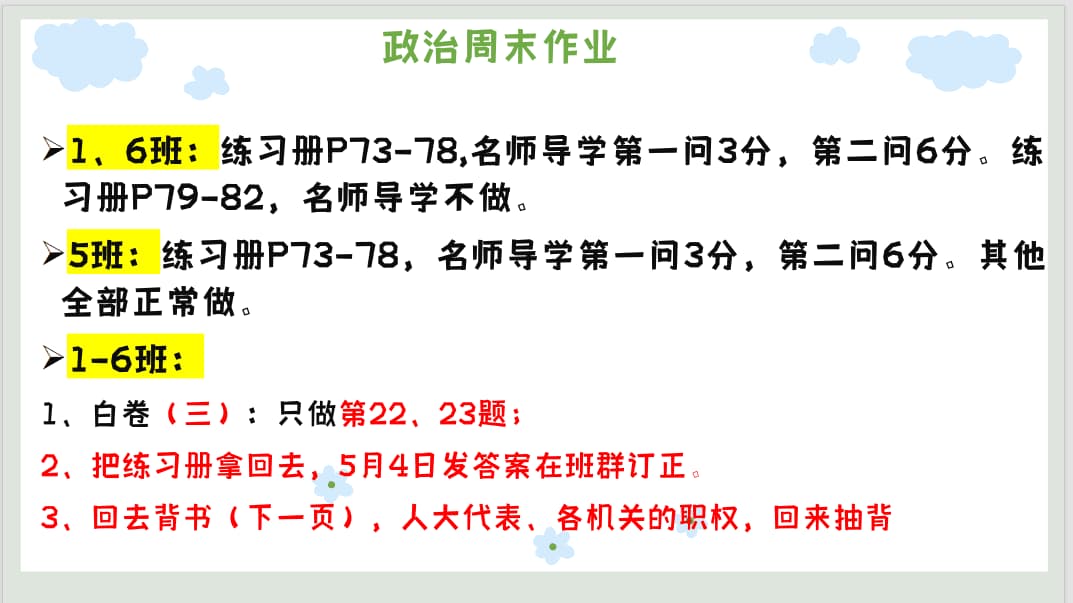 政治周末作业
➢1、6班：练习册P73-78,名师导学第一问3分，第二问6分。练
习册P79-82，名师导学不做。
➢5班：练习册P73-78，名师导学第一问3分，第二问6分。其他
全部正常做。
➢1-6班：
1、白卷（三）：只做第22、23题；
2、把练习册拿回去，5月4日发答案在班群订正。
3、回去背书（下一页），人大代表、各机关的职权，回来抽背